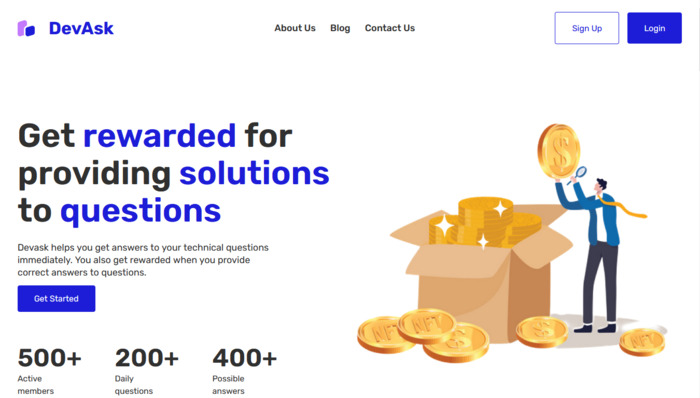 DevAsk
About Us
Blog
Contact Us
Sign Up
Login
Get rewarded for
providing solutions
to questions
Devask helps you get answers to your technical questions
immediately. You also get rewarded when you provide
correct answers to questions.
Get Started
500+
Active
members
200+
Daily
questions
400+
Possible
answers
$
NFT
NFT
$
$
NFT